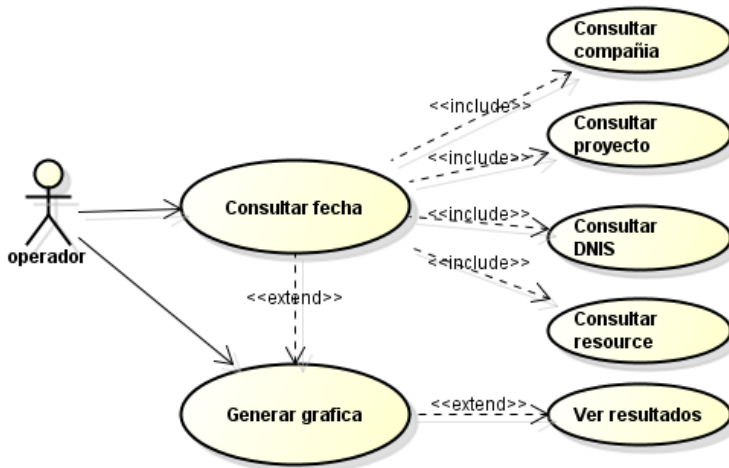 Consultar
compañia
<<include>>
Consultar
proyecto
<<include>>
Consultar fecha
<<include>>
Consultar
DNIS
operador
<<include>>
<<extend>>
Consultar
resource
Generar grafica
<<extend>>
Ver resultados